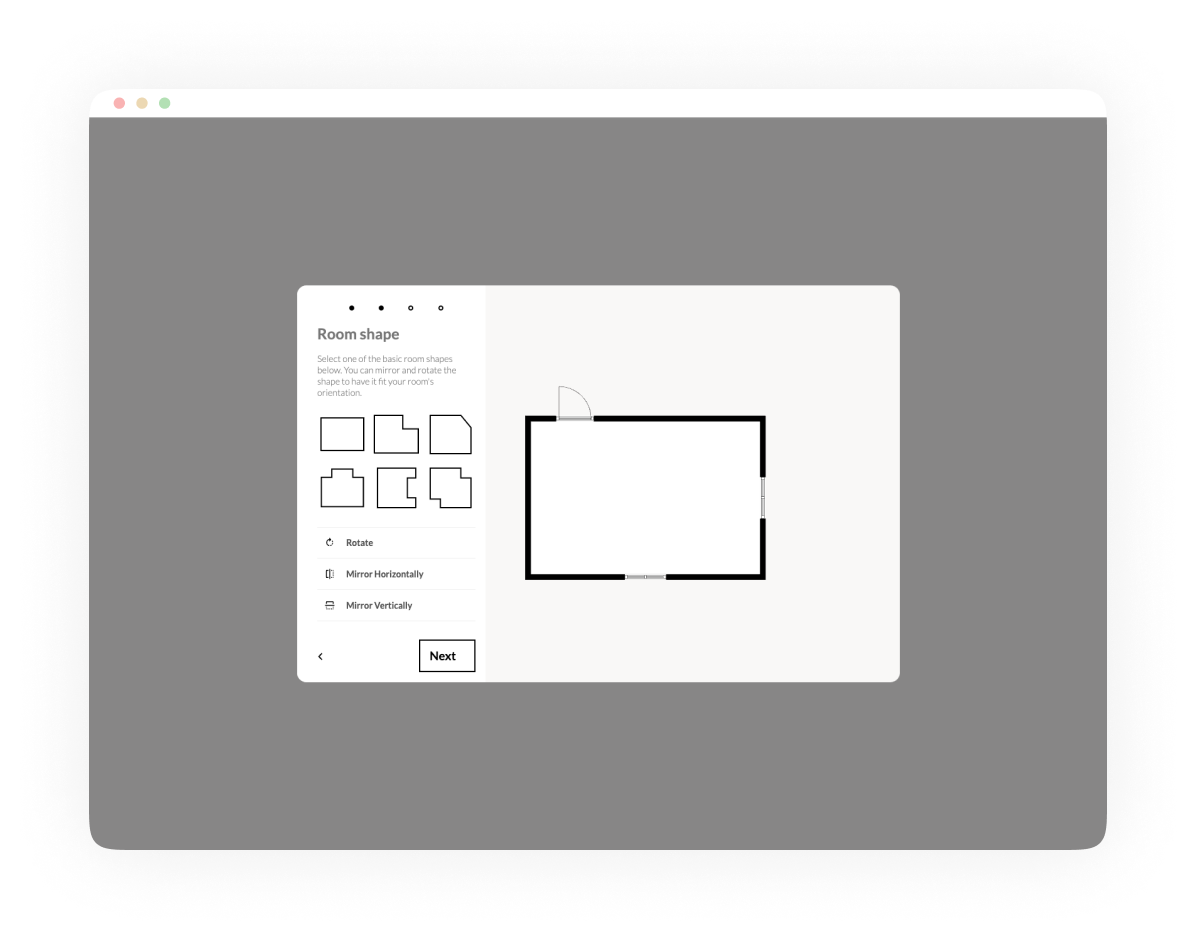 Room shape
Select one of the basic room shapes
below. You can mirror and rotate the
shape to have it fit your room's
orientation.
Rotate
Mirror Horizontally
Mirror Vertically
Next